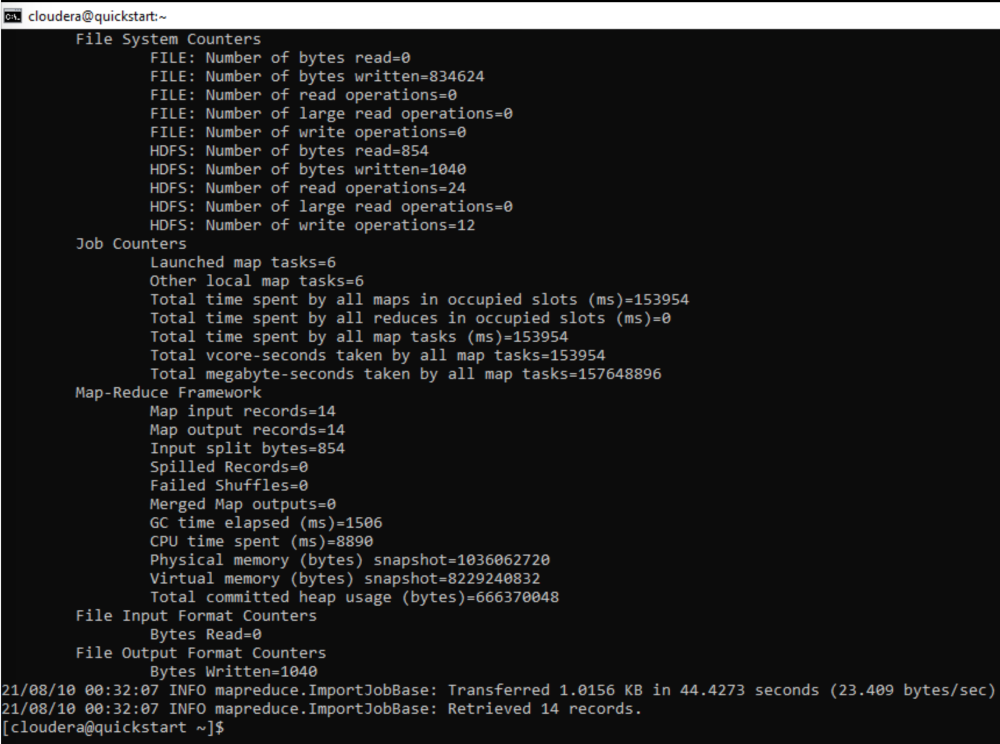 cloudera@quickstart:~
File System Counters
FILE: Number of bytes read=0
FILE: Number of bytes written=834624
FILE: Number of read operations=0
FILE: Number of large read operations=0
FILE: Number of write operations=0
HDFS: Number of bytes read=854
HDFS: Number of bytes written=1040
HDFS: Number of read operations=24
HDFS: Number of large read operations=0
HDFS: Number of write operations=12
Job Counters
Launched map tasks=6
Other local map tasks=6
Total time spent by all maps in occupied slots (ms)=153954
Total time spent by all reduces in occupied slots (ms)=0
Total time spent by all map tasks (ms)=153954
Total vcore-seconds taken by all map tasks=153954
Total megabyte-seconds taken by all map tasks=157648896
Map-Reduce Framework
Map input records=14
Map output records=14
Input split bytes=854
Spilled Records=0
Failed Shuffles=0
Merged Map outputs=0
GC time elapsed (ms)=1506
CPU time spent (ms)=8890
Physical memory (bytes) snapshot=1036062720
Virtual memory (bytes) snapshot=8229240832
Total committed heap usage (bytes)=666370048
File Input Format Counters
Bytes Read=0
File Output Format Counters
Bytes Written=1040
21/08/10 00:32:07 INFO mapreduce.ImportJobBase: Transferred 1.0156 KB in 44.4273 seconds (23.409 bytes/sec)
21/08/10 00:32:07 INFO mapreduce.ImportJobBase: Retrieved 14 records.
[cloudera@quickstart ~]$